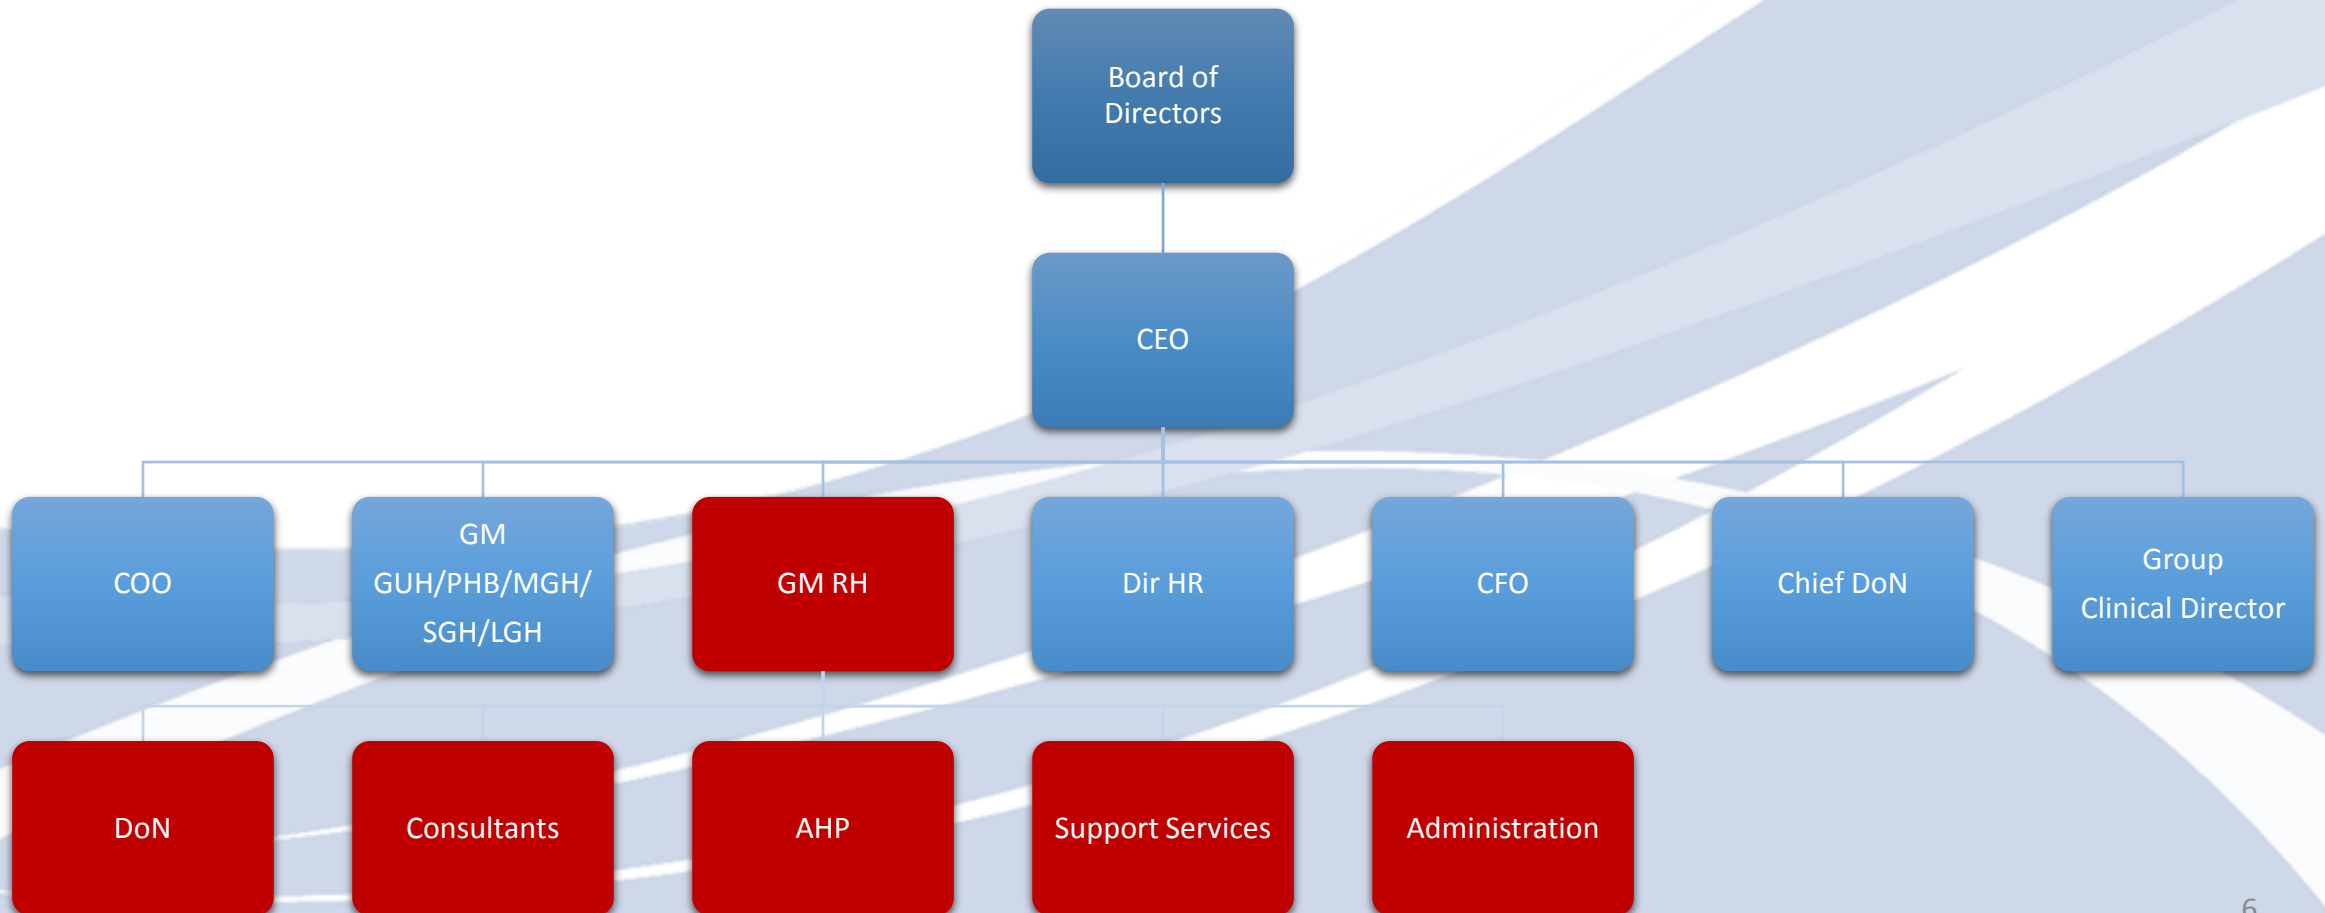 Board of
Directors
CEO
COO
GM
GUH/PHB/MGH/
SGH/LGH
GM RH
Dir HR
CFO
Chief DoN
Group
Clinical Director
DoN
Consultants
AHP
Support Services
Administration
6